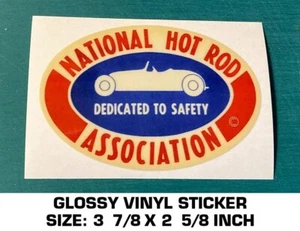 NATIONAL HOT ROD
DEDICATED TO SAFETY
ASSOCIATION
©
GLOSSY VINYL STICKER
SIZE: 3 7/8 X 2 5/8 INCH